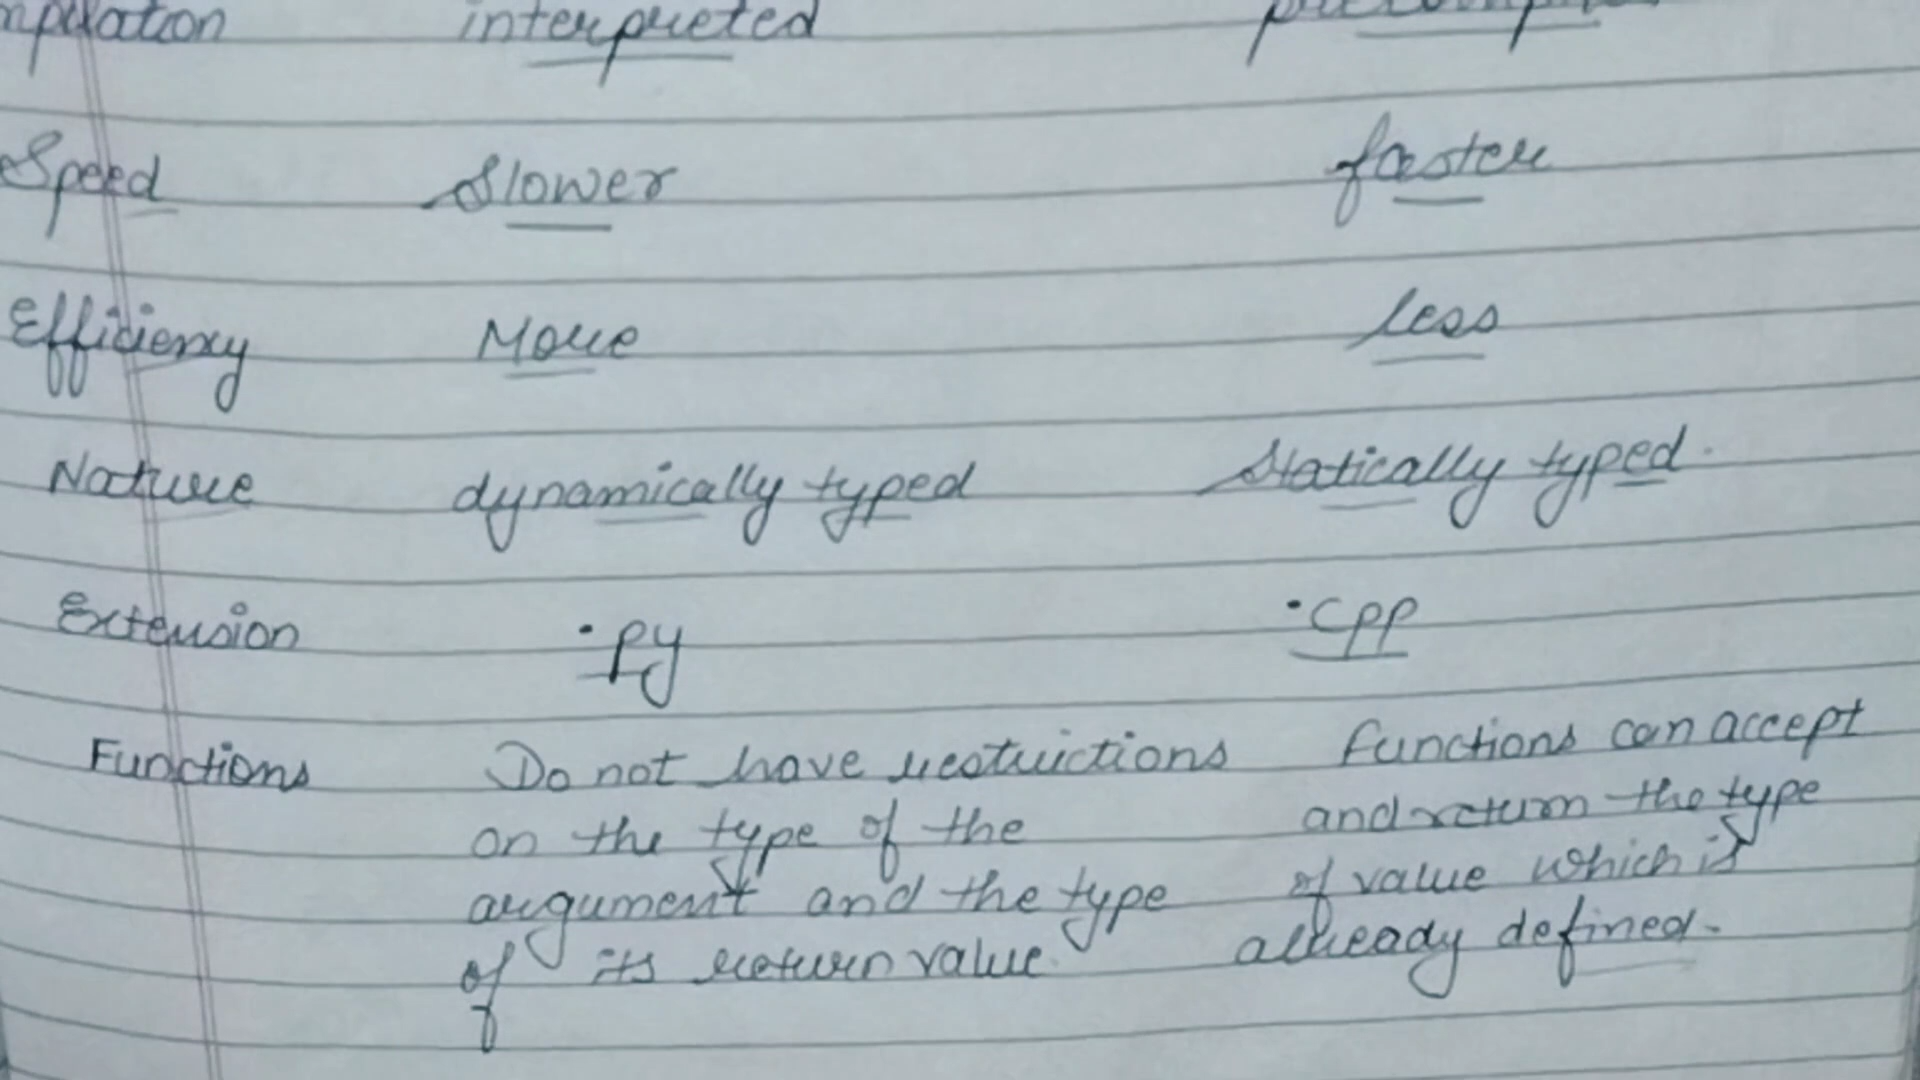 interpreted
Speed Slower faster
Efficiency More less
Nature dynamically typed Statically typed.
Extension .py .cpp
Functions Do not have restrictions functions can accept
on the type of the and return the type
argument and the type of value which is
of its return value. already defined.